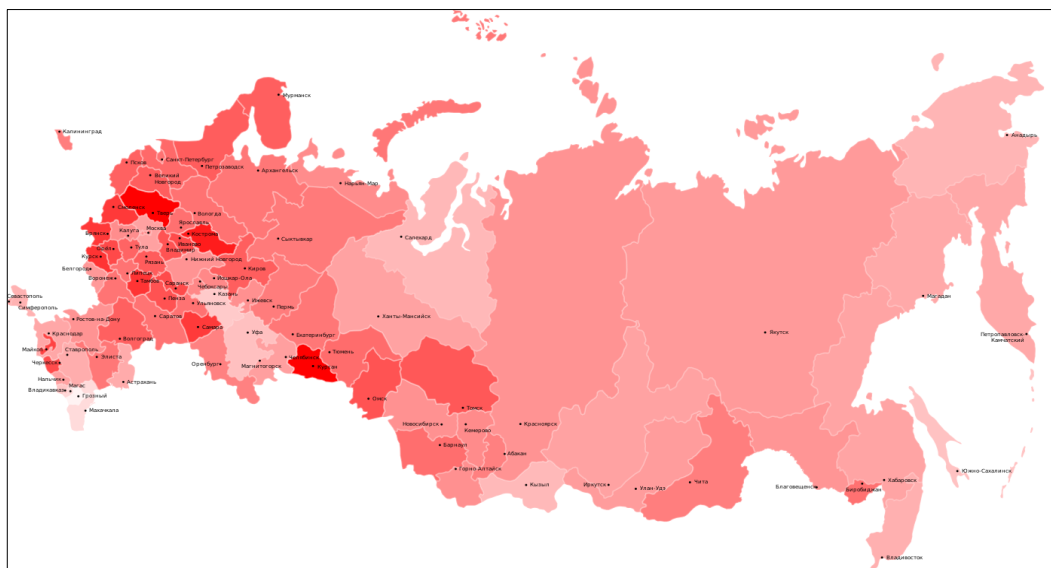 Мурманск
Калининград
Анадырь
Псков
Санкт-Петербург
Петрозаводск
Архангельск
Великий
Новгород
Нарьян-Мар
Смоленск
Тверь
Вологда
Ярославль
Москва
Калуга
Брянск
Кострома
Иваново
Владимир
Сыктывкар
Салехард
Орёл
Тула
Курск
Рязань
Нижний Новгород
Белгород
Воронеж
Липецк
Тамбов
Саранск
Чебоксары
Йошкар-Ола
Киров
Казань
Пенза
Ульяновск
Ижевск
Пермь
Севастополь
Симферополь
Магадан
Ростов-на-Дону
Саратов
Самара
Ханты-Мансийск
Краснодар
Волгоград
Уфа
Екатеринбург
Якутск
Петропавловск-
Камчатский
Майкоп
Ставрополь
Элиста
Челябинск
Тюмень
Черкесск
Оренбург
Магнитогорск
Курган
Нальчик
Магас
Астрахань
Владикавказ
Грозный
Омск
Томск
Махачкала
Новосибирск
Кемерово
Красноярск
Барнаул
Абакан
Горно-Алтайск
Южно-Сахалинск
Кызыл
Иркутск
Улан-Удэ
Чита
Благовещенск
Биробиджан
Хабаровск
Владивосток